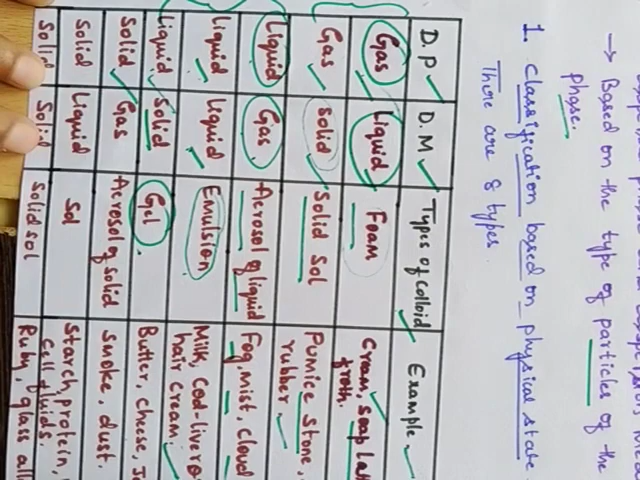 → Based on the type of particles of the
phase.
1. Classification based on physical state
There are 8 types.
D.P D.M Types of colloid Example
Gas Liquid Foam Cream, Soap
froth.
Gas Solid Solid Sol Pumice stone,
rubber
Liquid Gas Aerosol of liquid Fog, mist, cloud
Liquid Liquid Emulsion Milk, Cod-liver
hair cream.
Liquid Solid Gel Butter, cheese,
Solid Gas Aerosol of solid Smoke, dust.
Solid Liquid Sol Starch, protein,
cell fluids.
Solid Solid Solid sol Ruby, glass